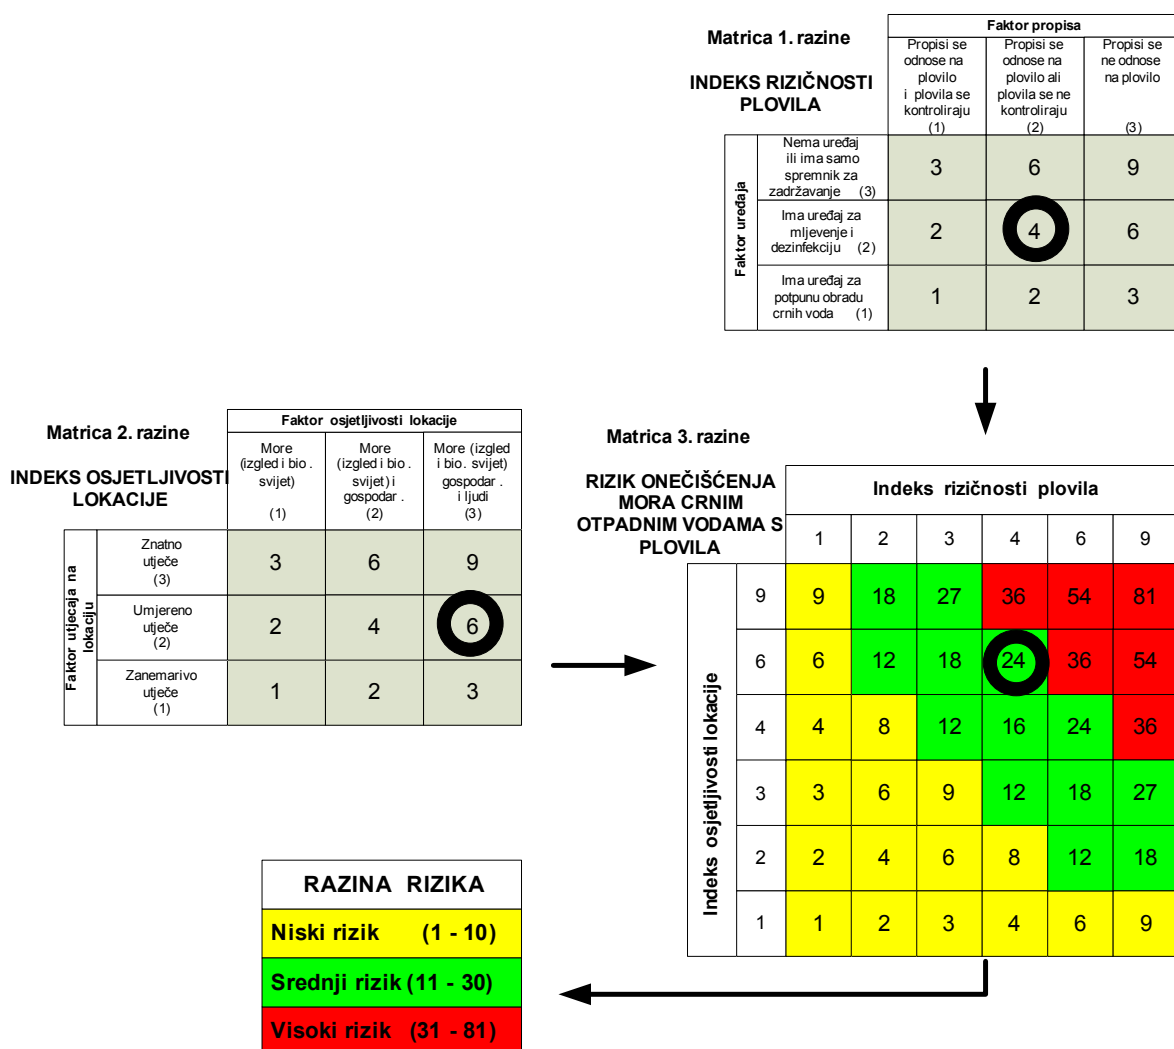 Matrica 1. razine
INDEKS RIZIČNOSTI
PLOVILA
Faktor propisa
Propisi se
odnose na
plovilo
i plovila se
kontroliraju
(1)
Propisi se
odnose na
plovilo ali
plovila se ne
kontroliraju
(2)
Propisi se
ne odnose
na plovilo
(3)
Faktor uređaja
Nema uređaj
ili ima samo
spremnik za
zadržavanje (3)
3 6 9
Ima uređaj za
mljevenje i
dezinfekciju (2)
2 4 6
Ima uređaj za
potpunu obradu
crnih voda (1)
1 2 3
Matrica 2. razine
INDEKS OSJETLJIVOSTI
LOKACIJE
Faktor osjetljivosti lokacije
More
(izgled i bio.
svijet)
(1)
More
(izgled i bio.
svijet) i
gospodar.
(2)
More (izgled
i bio. svijet)
gospodar.
i ljudi
(3)
Faktor utjecaja na
lokaciju
Znatno
utječe
(3)
3 6 9
Umjereno
utječe
(2)
2 4 6
Zanemarivo
utječe
(1)
1 2 3
Matrica 3. razine
RIZIK ONEČIŠĆENJA
MORA CRNIM
OTPADNIM VODAMA S
PLOVILA
Indeks rizičnosti plovila
1 2 3 4 6 9
Indeks osjetljivosti lokacije
9 9 18 27 36 54 81
6 6 12 18 24 36 54
4 4 8 12 16 24 36
3 3 6 9 12 18 27
2 2 4 6 8 12 18
1 1 2 3 4 6 9
RAZINA RIZIKA
Niski rizik (1 - 10)
Srednji rizik (11 - 30)
Visoki rizik (31 - 81)